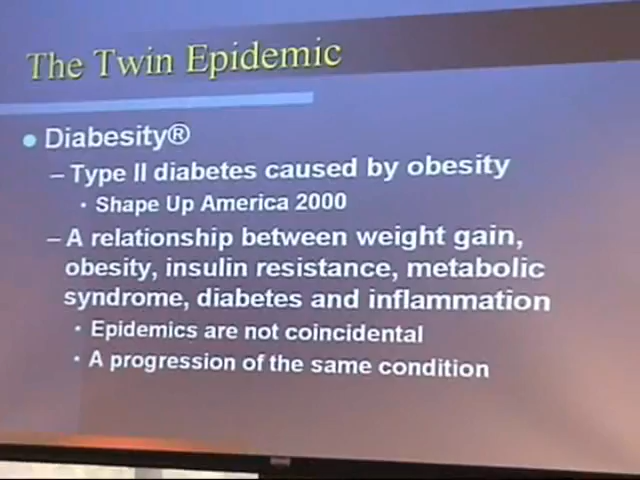 The Twin Epidemic
Diabesity®
– Type II diabetes caused by obesity
• Shape Up America 2000
– A relationship between weight gain,
obesity, insulin resistance, metabolic
syndrome, diabetes and inflammation
• Epidemics are not coincidental
• A progression of the same condition